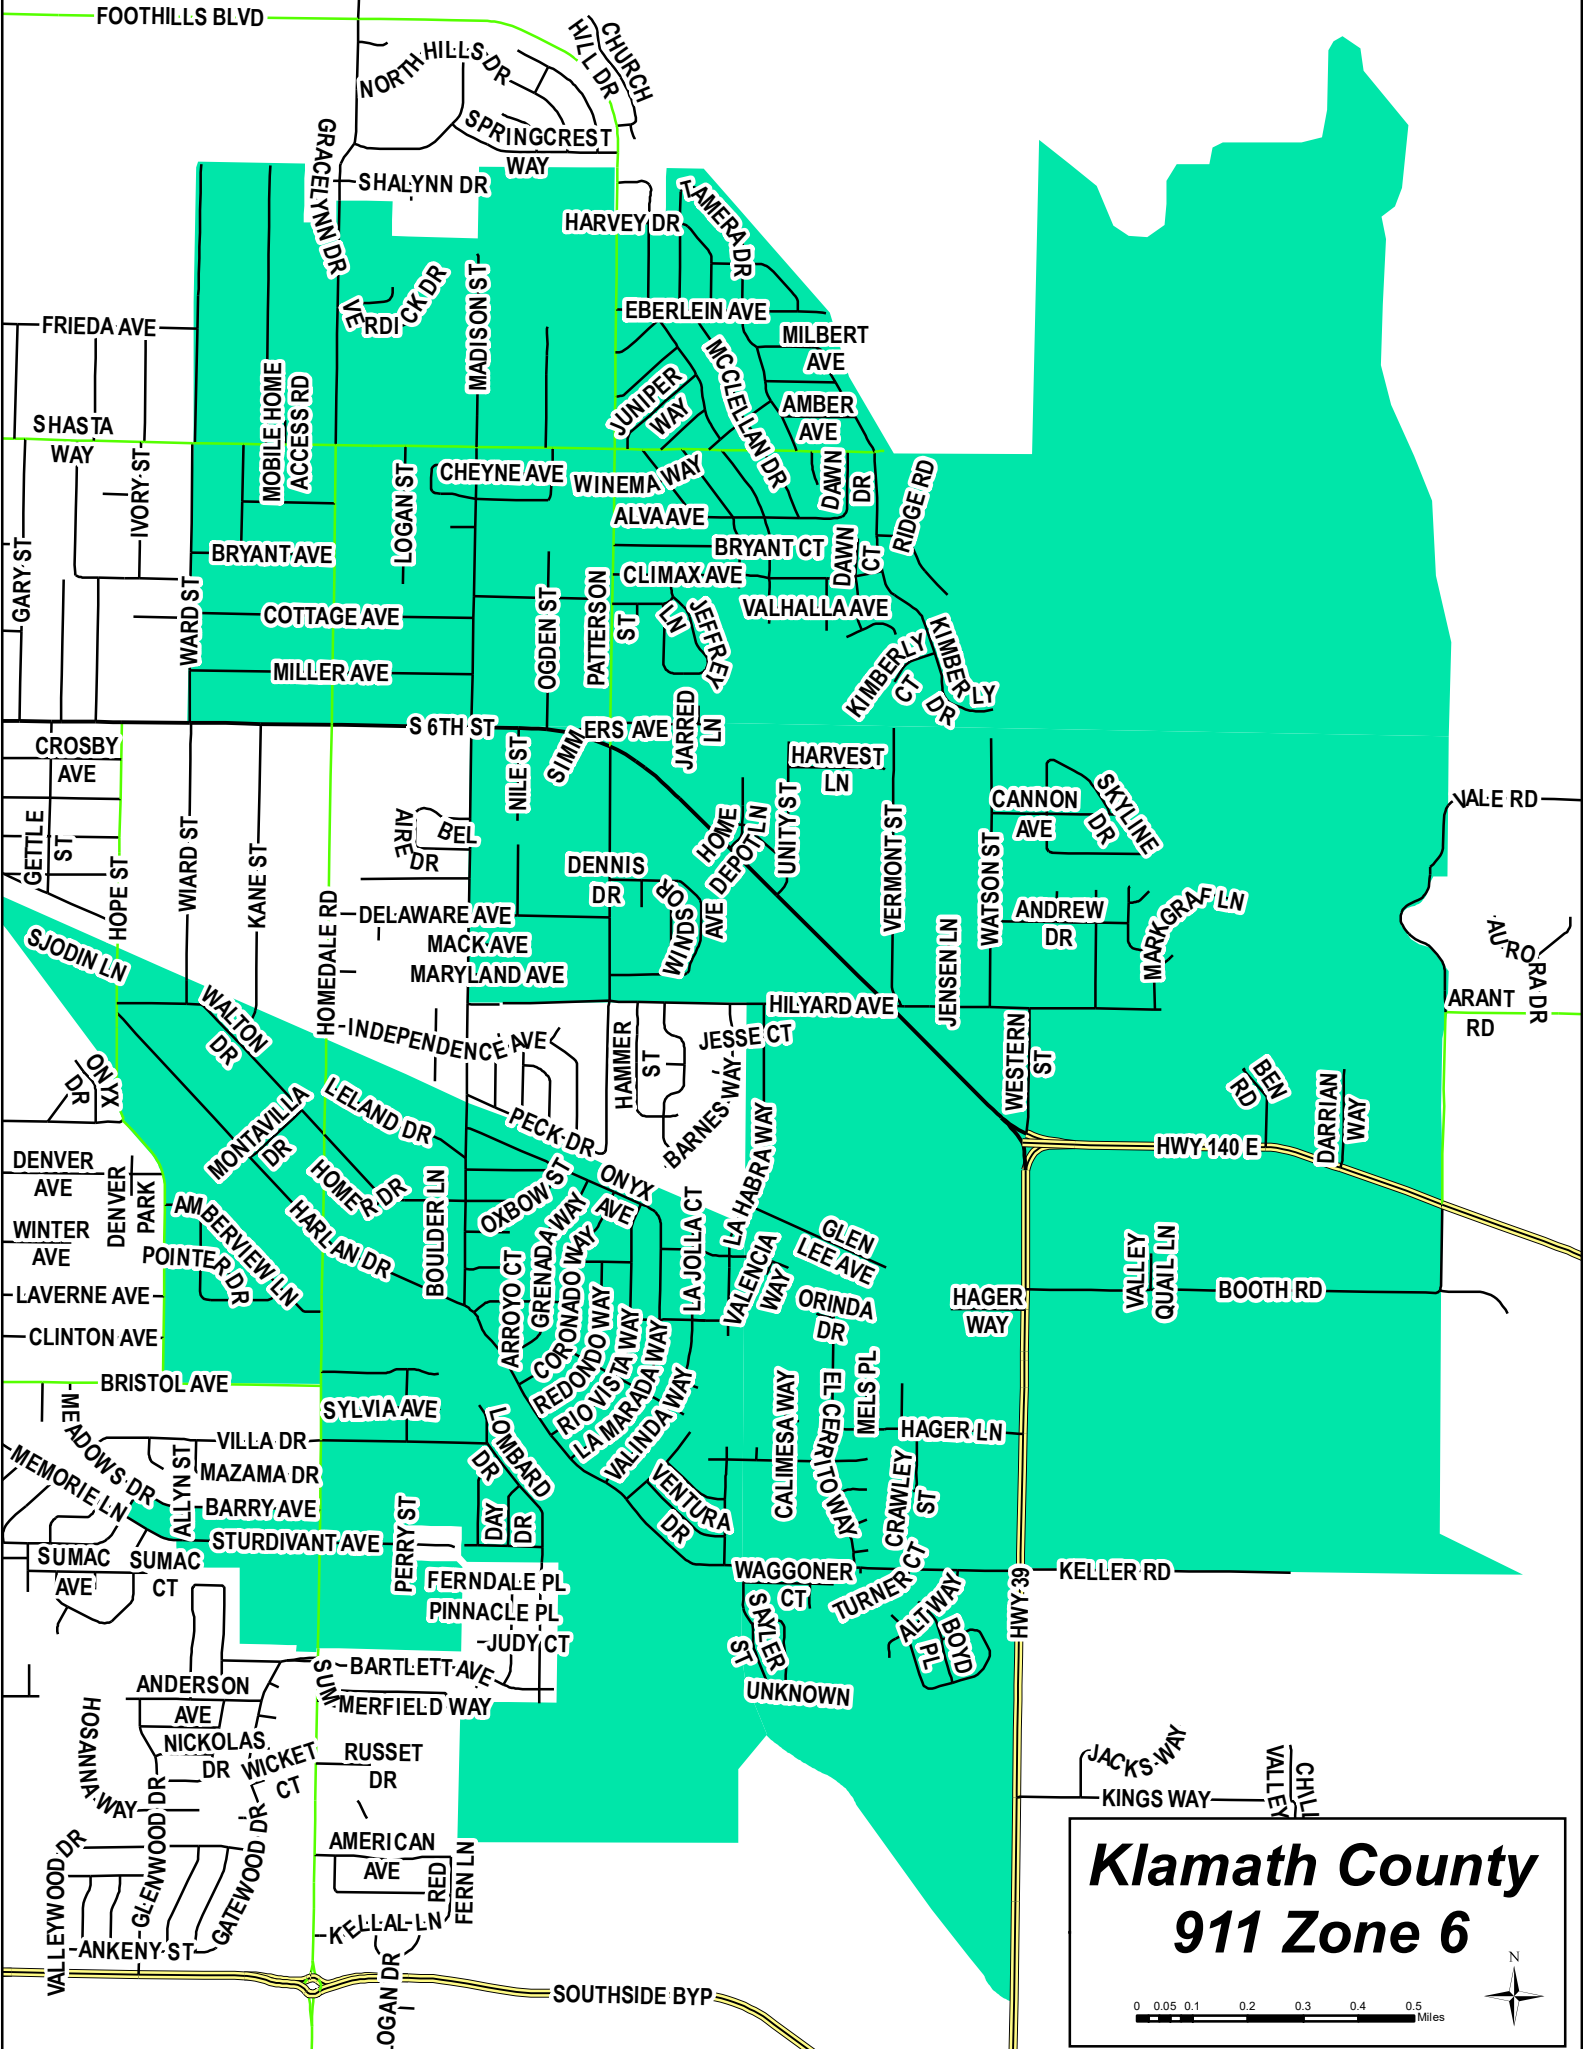 FOOTHILLS BLVD
CHURCH
HILL DR
NORTH HILLS DR
SPRINGCREST
WAY
GRACELYNN DR
SHALYNN DR
HARVEY DR
TAMERA DR
VERDICK DR
MADISON ST
EBERLEIN AVE
FRIEDA AVE
MILBERT
AVE
MOBILE HOME
ACCESS RD
JUNIPER
WAY
MCCLELLAN DR
AMBER
AVE
SHASTA
WAY
IVORY ST
LOGAN ST
CHEYNE AVE
WINEMA WAY
DAWN
DR
RIDGE RD
ALVA AVE
GARY ST
BRYANT AVE
BRYANT CT
DAWN
CT
CLIMAX AVE
WARD ST
COTTAGE AVE
OGDEN ST
PATTERSON
ST
JEFFREY
LN
VALHALLA AVE
MILLER AVE
KIMBERLY
CT
KIMBERLY
DR
S 6TH ST
SIMMERS AVE
JARRED
LN
CROSBY
AVE
NILE ST
HARVEST
LN
UNITY ST
CANNON
AVE
SKYLINE
DR
VALE RD
GETTLE
ST
BEL
AIRE
DR
HOME
DEPOT LN
VERMONT ST
WATSON ST
HOPE ST
WIARD ST
KANE ST
HOMEDALE RD
DENNIS
DR
WINDSOR
AVE
DELAWARE AVE
MACK AVE
MARYLAND AVE
ANDREW
DR
MARKGRAF LN
AURORA DR
SJODIN LN
JENSEN LN
HILYARD AVE
ARANT
RD
WALTON
DR
INDEPENDENCE AVE
HAMMER
ST
JESSE CT
WESTERN
ST
ONYX
DR
LELAND DR
PECK DR
BARNES WAY
BEN
RD
DARRIAN
WAY
MONTAVILLA
DR
LA HABRA WAY
HWY 140 E
DENVER
AVE
DENVER
PARK
HOMER DR
BOULDER LN
OXBOW ST
ONYX
AVE
LA JOLLA CT
GLEN
LEE AVE
WINTER
AVE
AMBERVIEW LN
POINTER DR
HARLAN DR
ARROYO CT
GRENADA WAY
CORONADO WAY
VALENCIA
WAY
VALLEY
QUAIL LN
LAVERNE AVE
ORINDA
DR
HAGER
WAY
BOOTH RD
CLINTON AVE
REDONDO WAY
RIO VISTA WAY
LA MARADA WAY
VALINDA WAY
BRISTOL AVE
CALIMESA WAY
EL CERRITO WAY
MELS PL
SYLVIA AVE
LOMBARD
DR
HAGER LN
MEADOWS DR
VILLA DR
MEMORIE LN
ALLYN ST
MAZAMA DR
BARRY AVE
VENTURA
DR
CRAWLEY
ST
PERRY ST
DAY
DR
STURDIVANT AVE
SUMAC
AVE
SUMAC
CT
FERNDALE PL
WAGGONER
CT
TURNER CT
KELLER RD
HWY 39
PINNACLE PL
JUDY CT
SAYLER
ST
ALT WAY
BOYD
PL
UNKNOWN
BARTLETT AVE
SUMMERFIELD WAY
ANDERSON
AVE
HOSANNA WAY
NICKOLAS
DR
WICKET
CT
RUSSET
DR
JACKS WAY
VALLEY
CHILI
KINGS WAY
GLENWOOD DR
GATEWOOD DR
AMERICAN
AVE
RED
FERN LN
VALLEYWOOD DR
KELLAL LN
ANKENY ST
LOGAN DR
SOUTHSIDE BYP
Klamath County
911 Zone 6
N
0 0.05 0.1 0.2 0.3 0.4 0.5
Miles